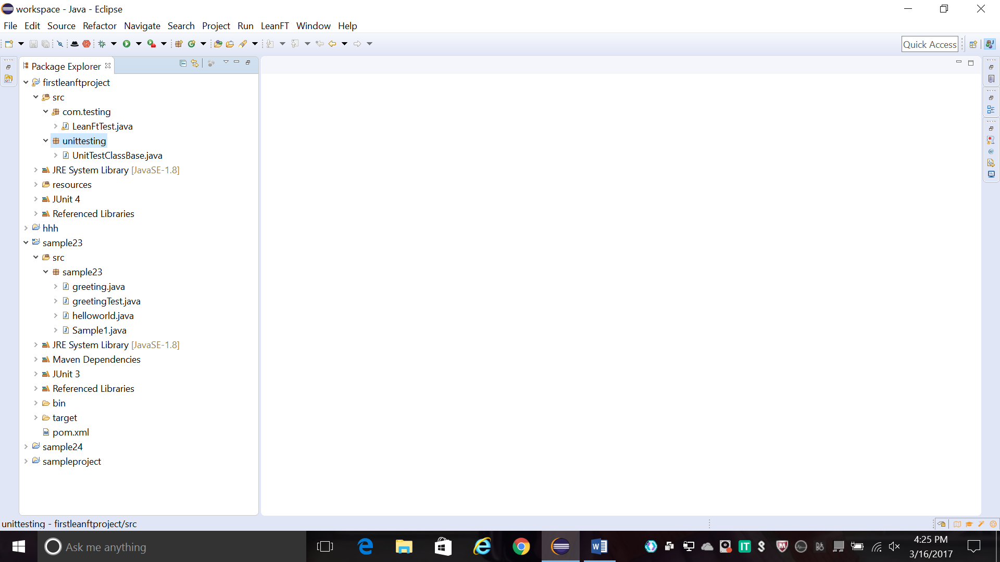 workspace - Java - Eclipse
File Edit Source Refactor Navigate Search Project Run LeanFT Window Help
Quick Access
Package Explorer
firstleanftproject
src
com.testing
LeanFtTest.java
unittesting
UnitTestClassBase.java
JRE System Library [JavaSE-1.8]
resources
JUnit 4
Referenced Libraries
hhh
sample23
src
sample23
greeting.java
greetingTest.java
helloworld.java
Sample1.java
JRE System Library [JavaSE-1.8]
Maven Dependencies
JUnit 3
Referenced Libraries
bin
target
pom.xml
sample24
sampleproject
unittesting - firstleanftproject/src
Ask me anything
4:25 PM
3/16/2017